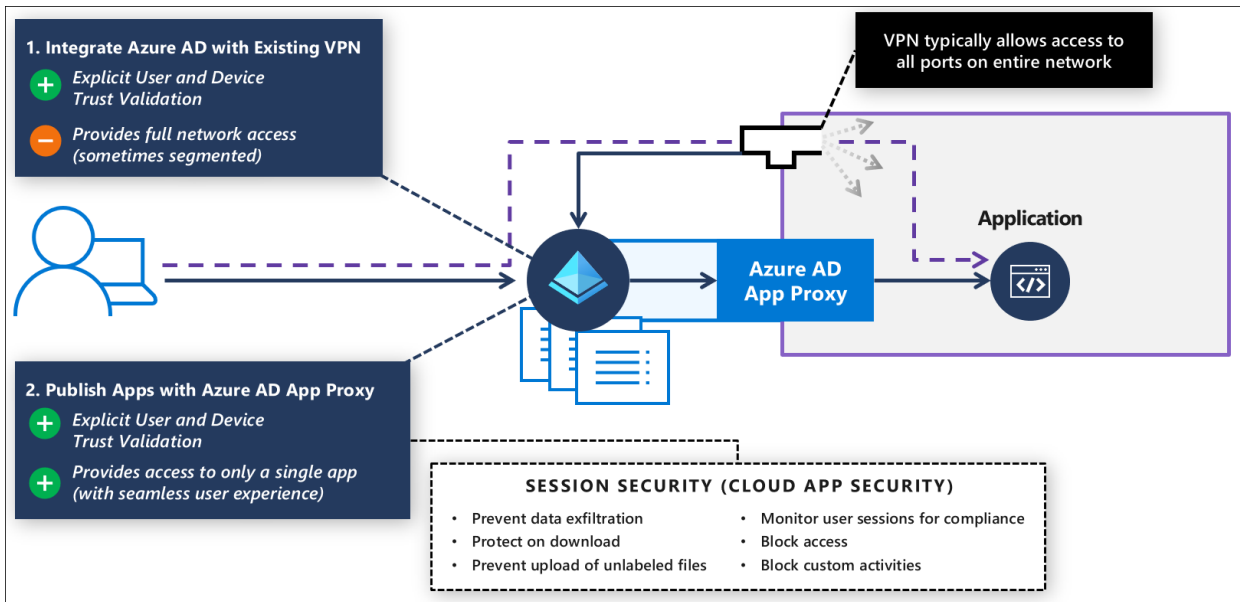 1. Integrate Azure AD with Existing VPN
Explicit User and Device
Trust Validation
Provides full network access
(sometimes segmented)
VPN typically allows access to
all ports on entire network
Application
</>
Azure AD
App Proxy
2. Publish Apps with Azure AD App Proxy
Explicit User and Device
Trust Validation
Provides access to only a single app
(with seamless user experience)
SESSION SECURITY (CLOUD APP SECURITY)
• Prevent data exfiltration
• Protect on download
• Prevent upload of unlabeled files
• Monitor user sessions for compliance
• Block access
• Block custom activities